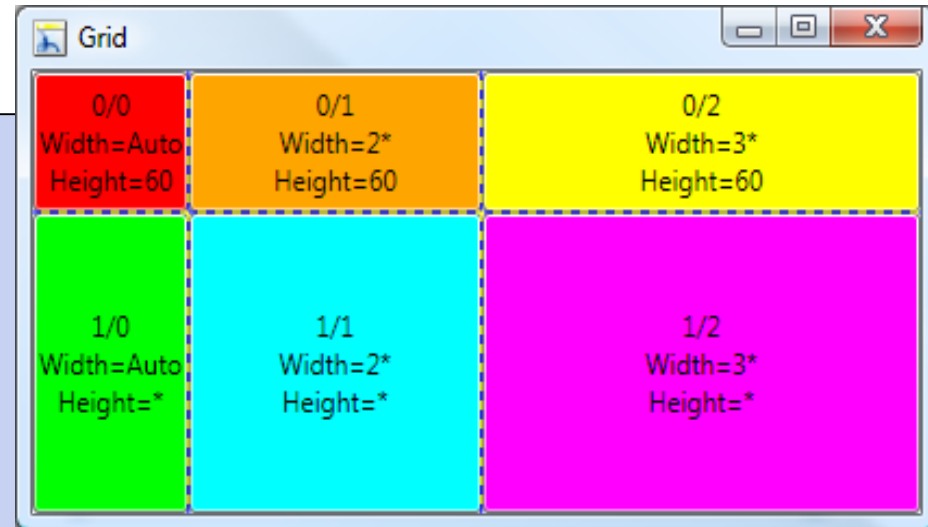 Grid
0/0
Width=Auto
Height=60
0/1
Width=2*
Height=60
0/2
Width=3*
Height=60
1/0
Width=Auto
Height=*
1/1
Width=2*
Height=*
1/2
Width=3*
Height=*